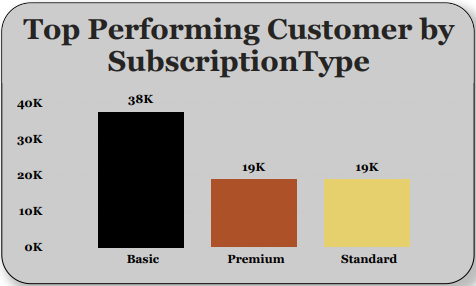 Top Performing Customer by
SubscriptionType
40K
38K
30K
20K
19K
19K
10K
0K
Basic
Premium
Standard